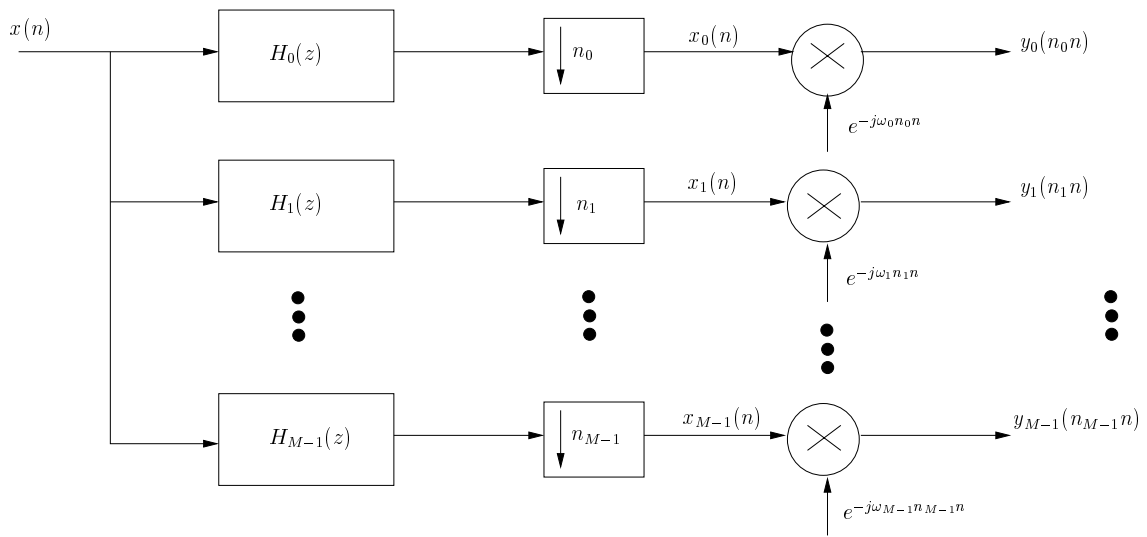 x(n)
H_0(z)
n_0
x_0(n)
y_0(n_0n)
e^{-jω_0n_0n}
H_1(z)
n_1
x_1(n)
y_1(n_1n)
e^{-jω_1n_1n}
H_{M-1}(z)
n_{M-1}
x_{M-1}(n)
y_{M-1}(n_{M-1}n)
e^{-jω_{M-1}n_{M-1}n}